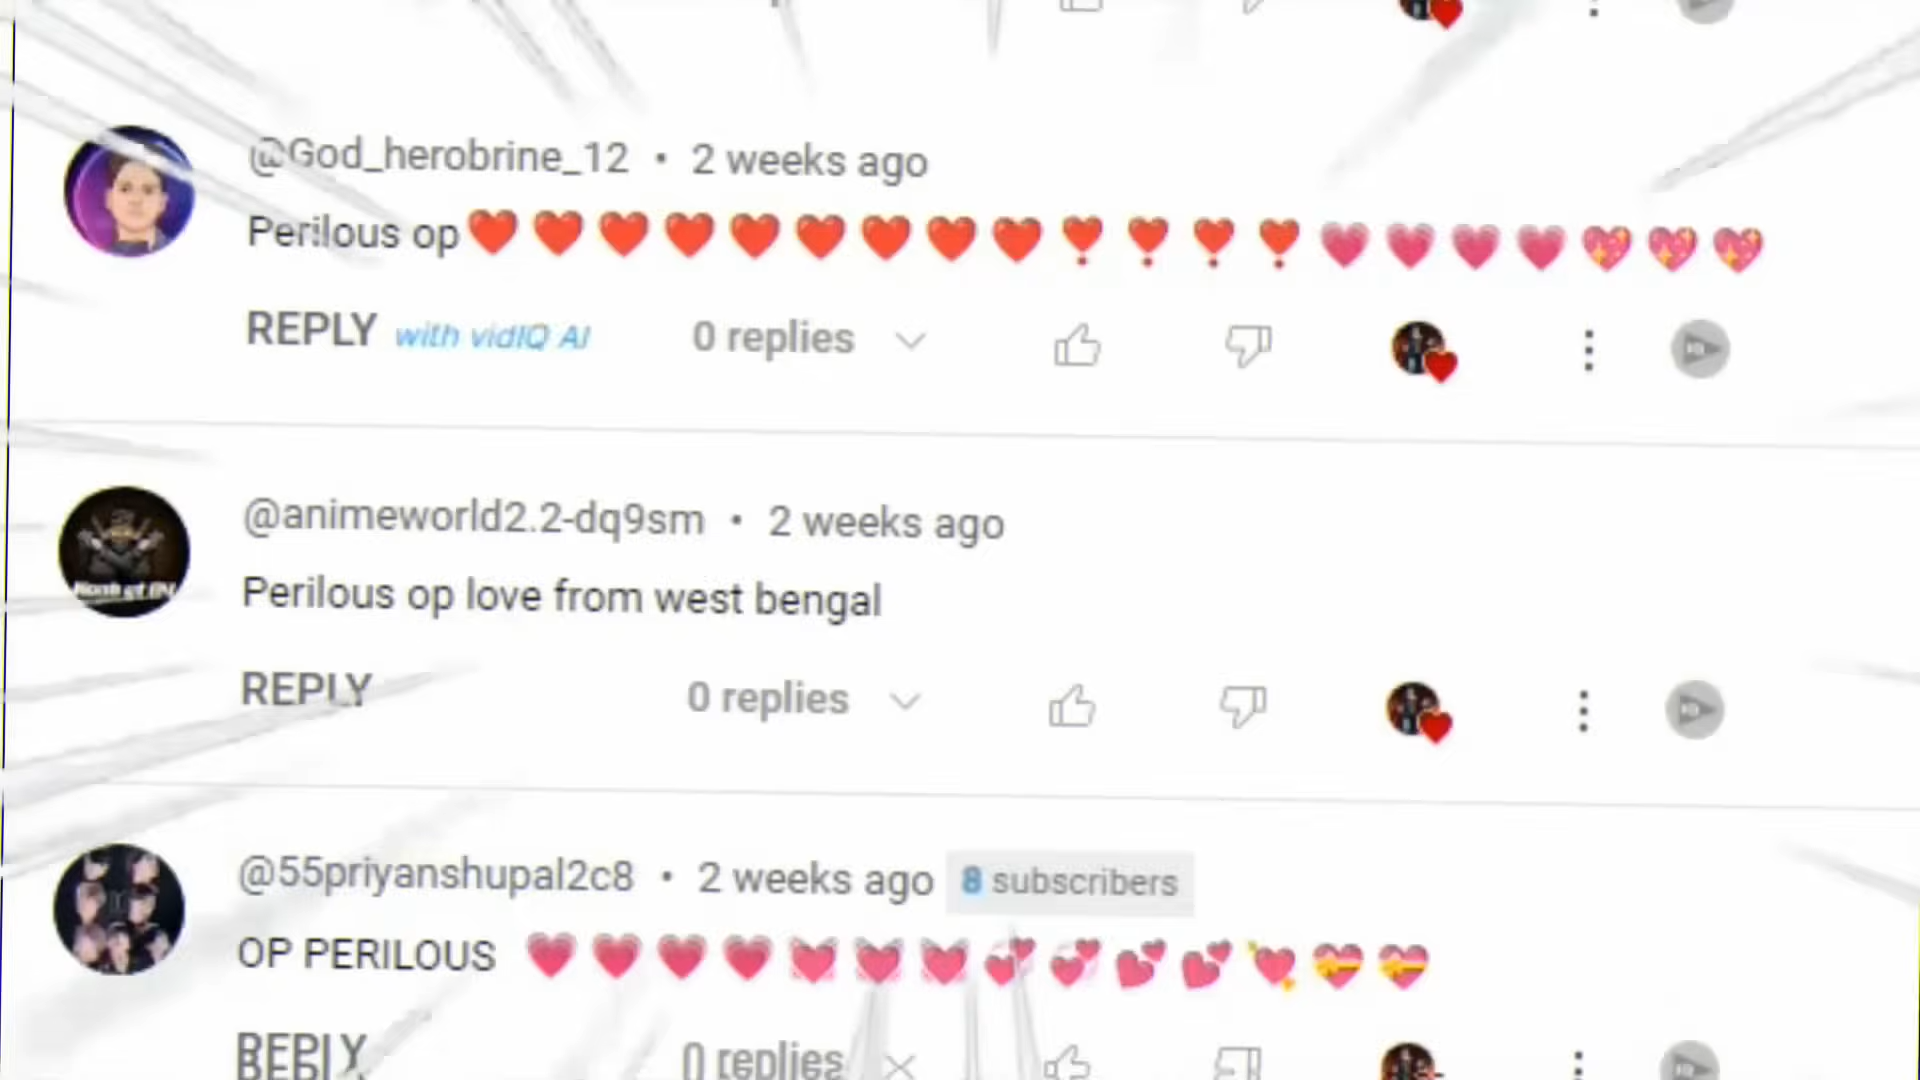 @God_herobrine_12 • 2 weeks ago
Perilous op❤️❤️❤️❤️❤️❤️❤️❤️❤️❣️❣️❣️❣️💗💗💗💗💖💖💖
REPLY with vidIQ AI 0 replies
@animeworld2.2-dq9sm • 2 weeks ago
Perilous op love from west bengal
REPLY 0 replies
@55priyanshupal2c8 • 2 weeks ago 8 subscribers
OP PERILOUS 💗💗💗💗💓💓💓💞💞💕💕💘💝💝
REPLY 0 replies